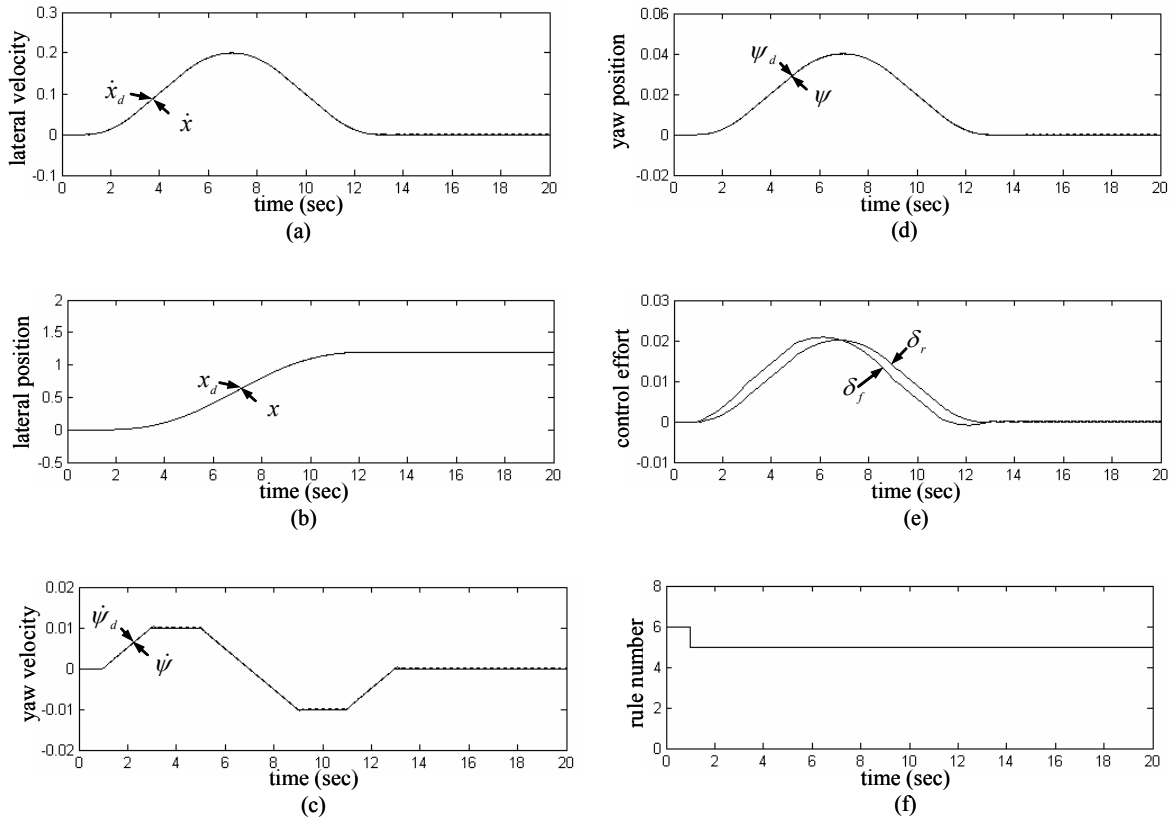 lateral velocity
0.3
0.2
0.1
0
-0.1
ẋ_d
ẋ
0 2 4 6 8 10 12 14 16 18 20
time (sec)
(a)
lateral position
2
1.5
1
0.5
0
-0.5
x_d
x
0 2 4 6 8 10 12 14 16 18 20
time (sec)
(b)
yaw velocity
0.02
0.01
0
-0.01
-0.02
ψ̇_d
ψ̇
0 2 4 6 8 10 12 14 16 18 20
time (sec)
(c)
yaw position
0.06
0.04
0.02
0
-0.02
ψ_d
ψ
0 2 4 6 8 10 12 14 16 18 20
time (sec)
(d)
control effort
0.03
0.02
0.01
0
-0.01
δ_r
δ_f
0 2 4 6 8 10 12 14 16 18 20
time (sec)
(e)
rule number
8
6
4
2
0
0 2 4 6 8 10 12 14 16 18 20
time (sec)
(f)